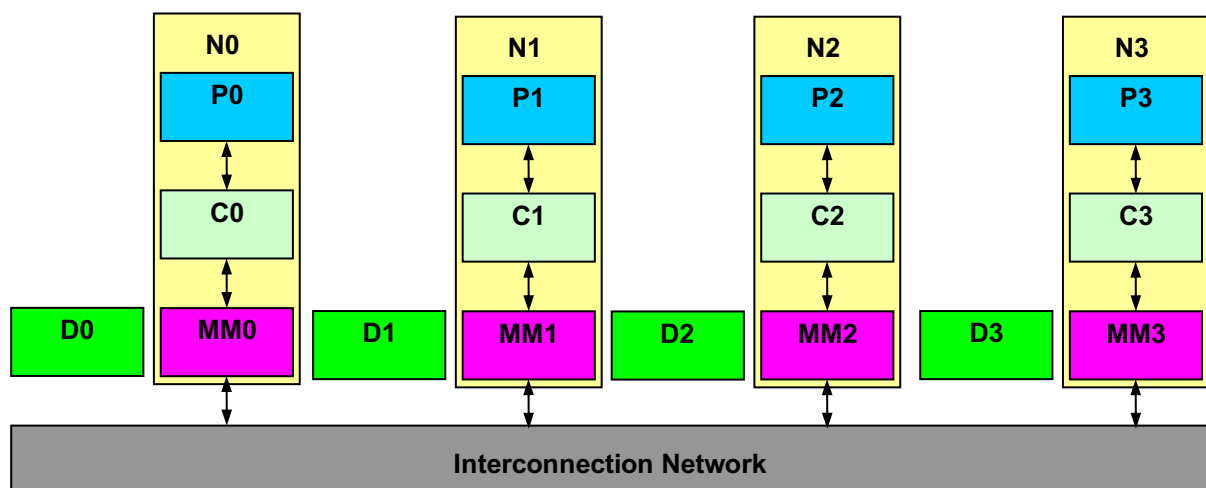 N0 N1 N2 N3
P0 P1 P2 P3
C0 C1 C2 C3
D0 MM0 D1 MM1 D2 MM2 D3 MM3
Interconnection Network